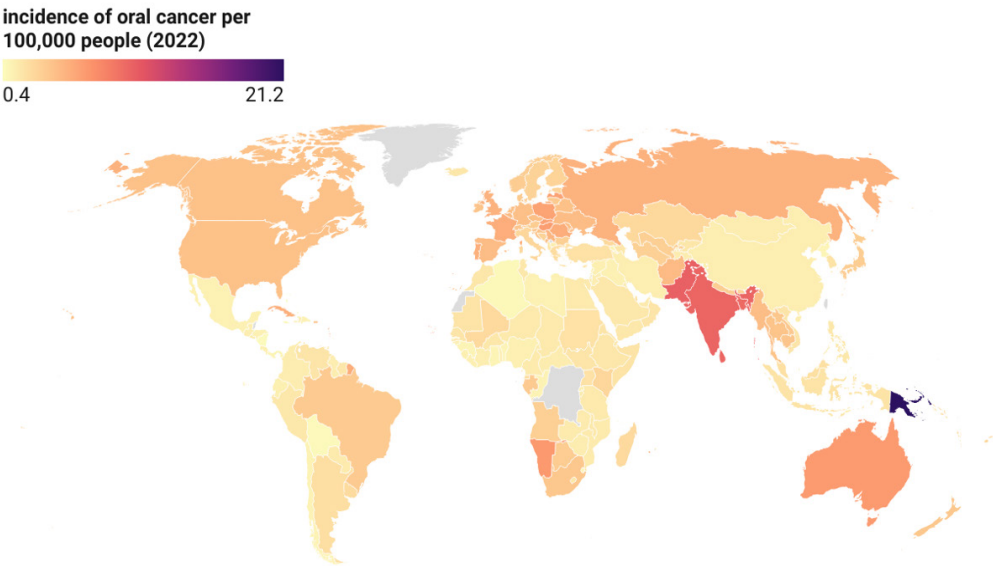 incidence of oral cancer per
100,000 people (2022)
0.4 21.2